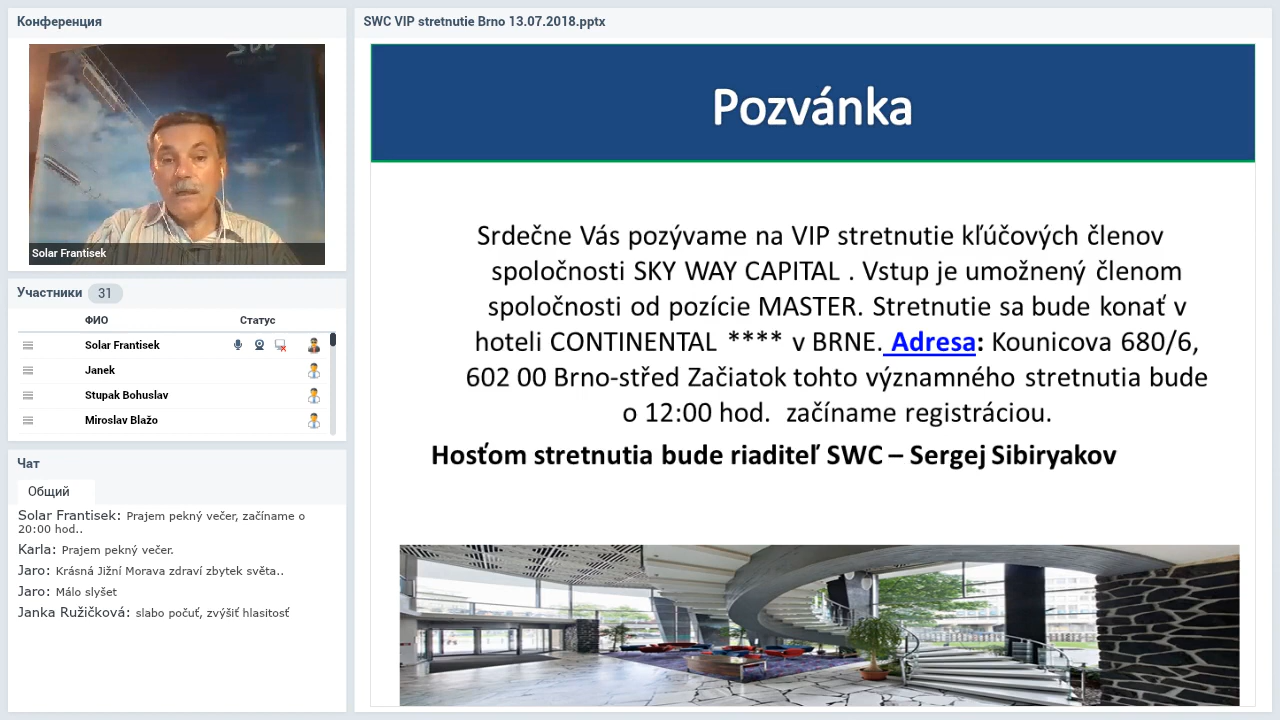 Конференция
Solar Frantisek
Участники 31
ФИО Статус
Solar Frantisek
Janek
Stupak Bohuslav
Miroslav Blažo
Чат
Общий
Solar Frantisek: Prajem pekný večer, začíname o
20:00 hod..
Karla: Prajem pekný večer.
Jaro: Krásná Jižní Morava zdraví zbytek světa..
Jaro: Málo slyšet
Janka Ružičková: slabo počuť, zvýšiť hlasitosť
SWC VIP stretnutie Brno 13.07.2018.pptx
Pozvánka
Srdečne Vás pozývame na VIP stretnutie kľúčových členov
spoločnosti SKY WAY CAPITAL . Vstup je umožnený členom
spoločnosti od pozície MASTER. Stretnutie sa bude konať v
hoteli CONTINENTAL **** v BRNE. Adresa: Kounicova 680/6,
602 00 Brno-střed Začiatok tohto významného stretnutia bude
o 12:00 hod. začíname registráciou.
Hosťom stretnutia bude riaditeľ SWC – Sergej Sibiryakov